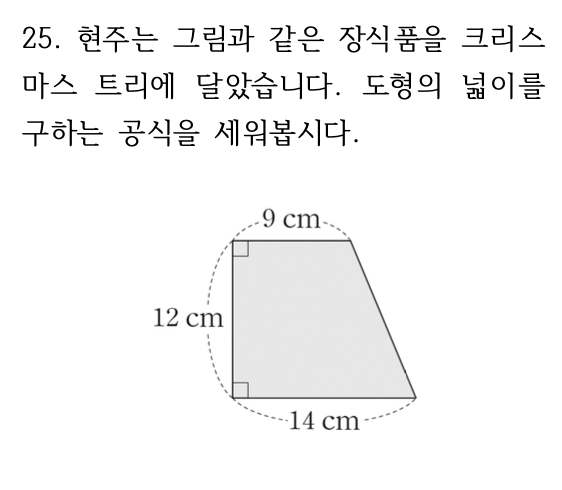 25. 현주는 그림과 같은 장식품을 크리스
마스 트리에 달았습니다. 도형의 넓이를
구하는 공식을 세워봅시다.
9 cm
12 cm
14 cm